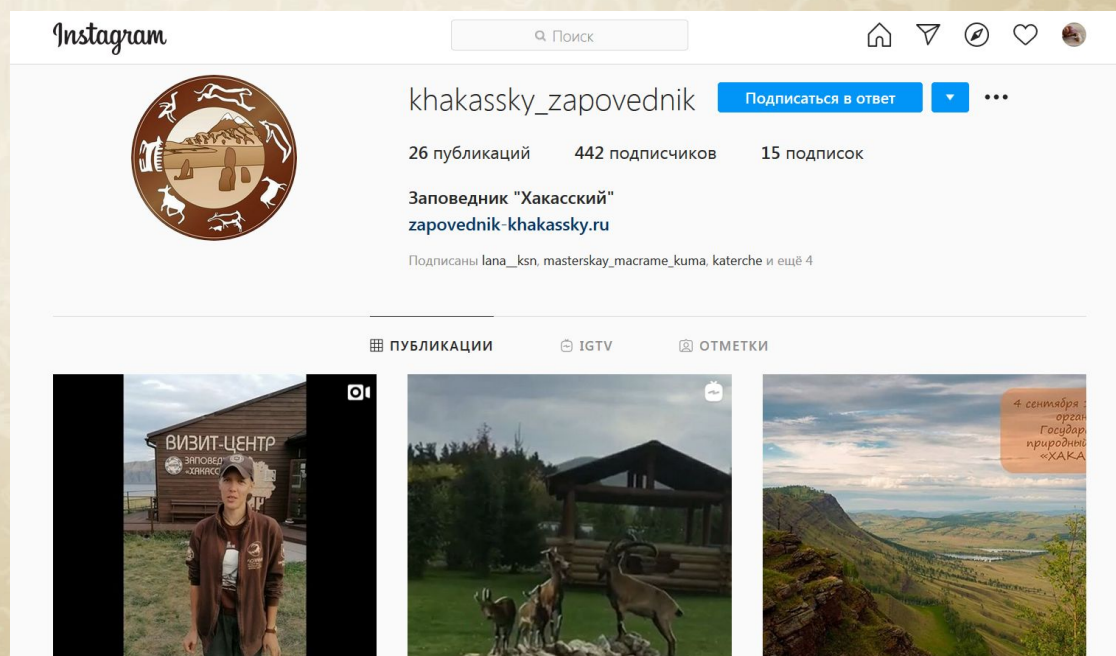 Instagram
Поиск
khakassky_zapovednik
Подписаться в ответ
26 публикаций 442 подписчиков 15 подписок
Заповедник "Хакасский"
zapovednik-khakassky.ru
Подписаны lana__ksn, masterskay_macrame_kuma, katerche и ещё 4
ПУБЛИКАЦИИ IGTV ОТМЕТКИ
ВИЗИТ-ЦЕНТР
4 сентября